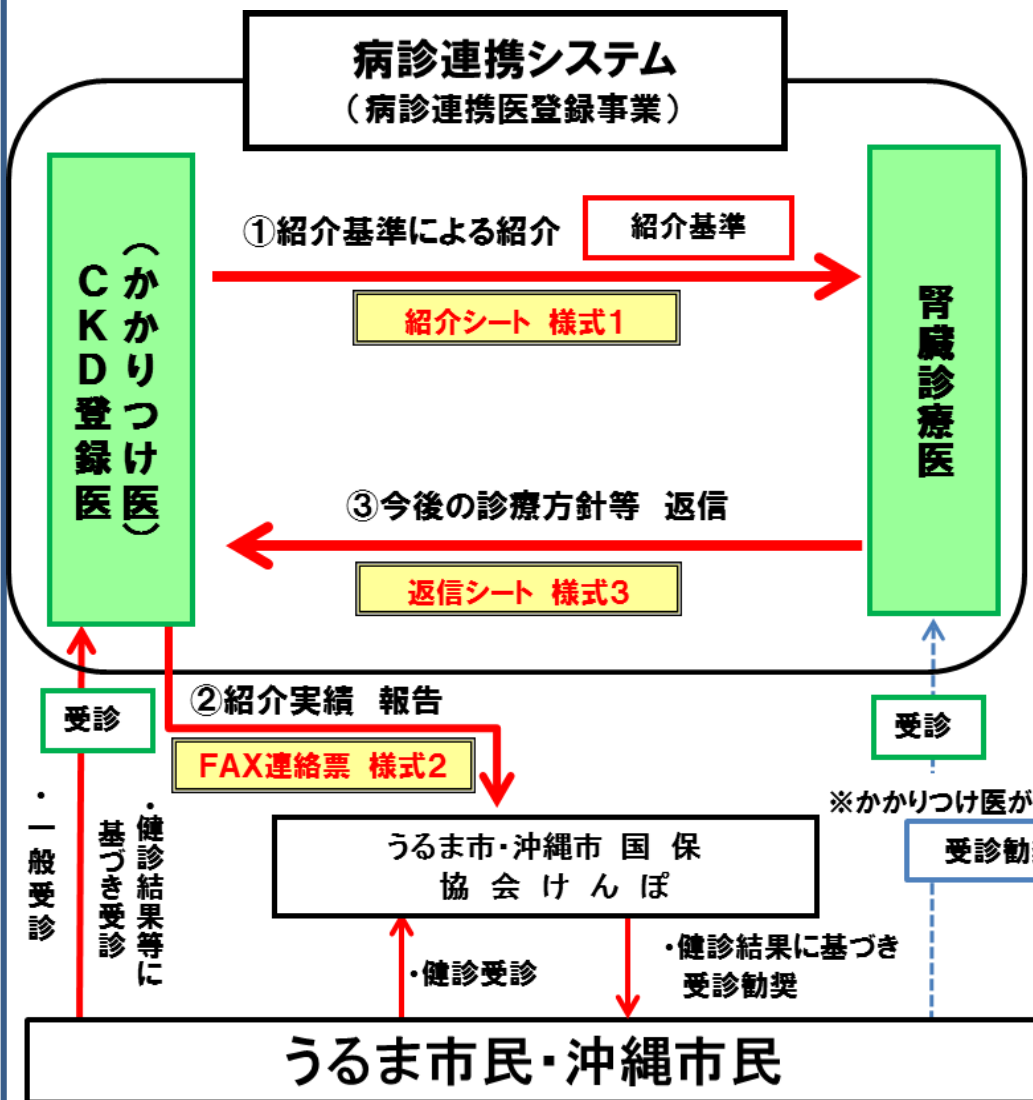 病診連携システム
（病診連携医登録事業）
①紹介基準による紹介
紹介基準
紹介シート 様式1
（かかりつけ医）
CKD登録医
腎臓診療医
③今後の診療方針等 返信
返信シート 様式3
②紹介実績 報告
FAX連絡票 様式2
受診
受診
・一般受診
・健診結果等に
基づき受診
※かかりつけ医が
受診勧
うるま市・沖縄市 国 保
協 会 け ん ぽ
・健診受診
・健診結果に基づき
受診勧奨
うるま市民・沖縄市民